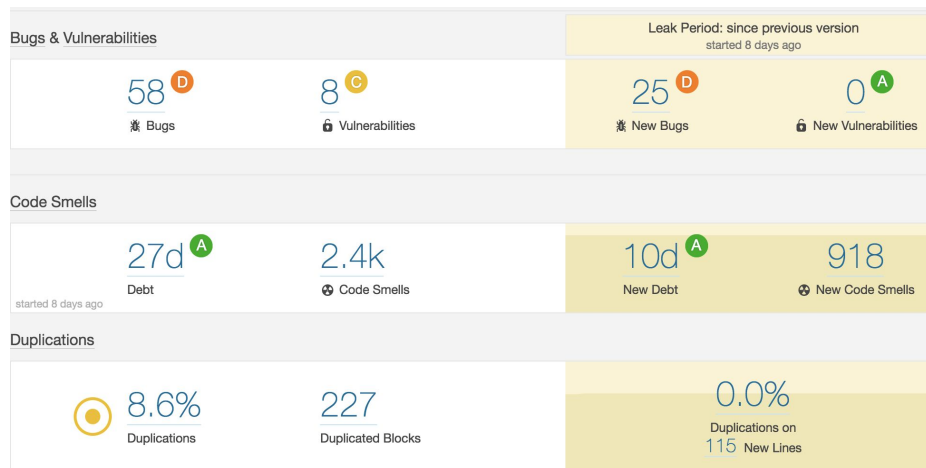 Bugs & Vulnerabilities
Leak Period: since previous version
started 8 days ago
58 D
8 C
25 D
0 A
Bugs
Vulnerabilities
New Bugs
New Vulnerabilities
Code Smells
27d A
2.4k
10d A
918
Debt
Code Smells
New Debt
New Code Smells
started 8 days ago
Duplications
8.6%
227
0.0%
Duplications
Duplicated Blocks
Duplications on
115 New Lines